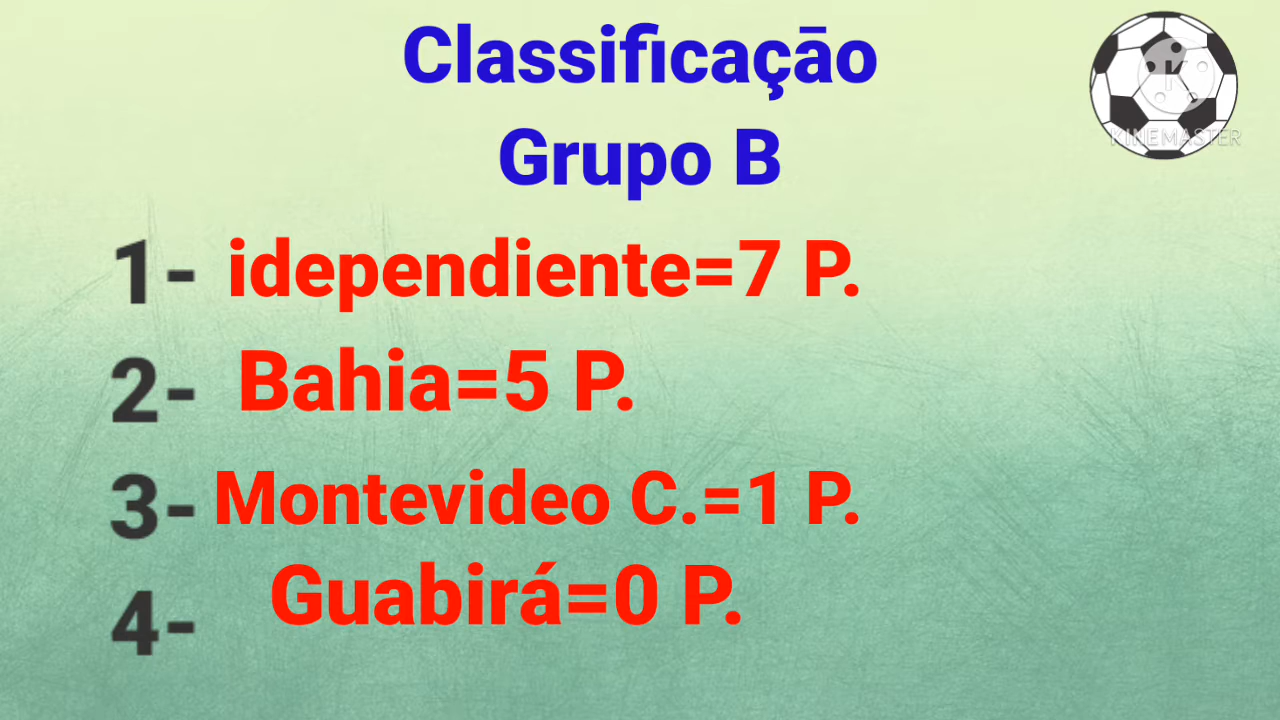 Classificação
Grupo B
1- idependiente=7 P.
2- Bahia=5 P.
3- Montevideo C.=1 P.
4- Guabirá=0 P.
KINEMASTER